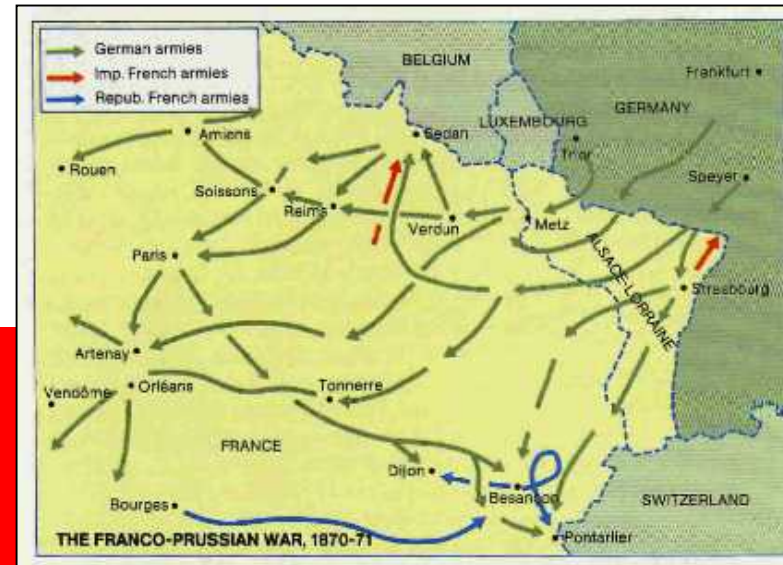 German armies
Imp. French armies
Repub. French armies
BELGIUM
Frankfurt
LUXEMBOURG
GERMANY
Amiens
Sedan
Trier
Rouen
Speyer
Soissons
Reims
Verdun
Metz
Paris
ALSACE-LORRAINE
Strasbourg
Artenay
Vendôme
Orléans
Tonnerre
FRANCE
Dijon
Besançon
Bourges
SWITZERLAND
THE FRANCO-PRUSSIAN WAR, 1870-71
Pontarlier